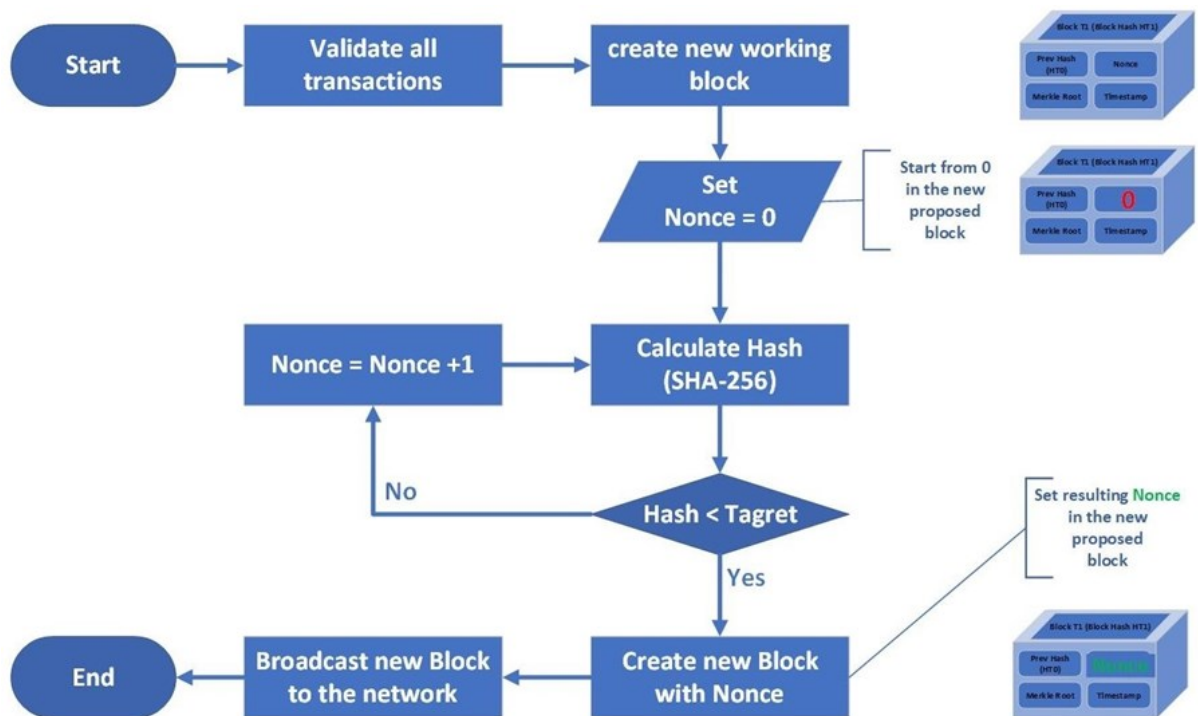 Start
Validate all
transactions
create new working
block
Block T1 (Block Hash HT1)
Prev Hash
(HT0)
Nonce
Merkle Root
Timestamp
Set
Nonce = 0
Start from 0
in the new
proposed
block
Block T1 (Block Hash HT1)
Prev Hash
(HT0)
0
Merkle Root
Timestamp
Nonce = Nonce +1
Calculate Hash
(SHA-256)
No
Hash < Tagret
Yes
Set resulting Nonce
in the new
proposed
block
End
Broadcast new Block
to the network
Create new Block
with Nonce
Block T1 (Block Hash HT1)
Prev Hash
(HT0)
Nonce
Merkle Root
Timestamp